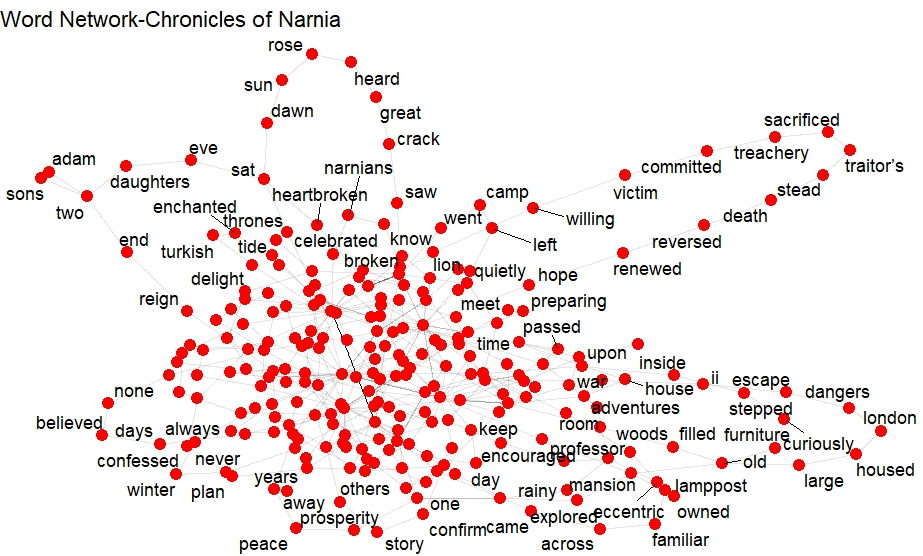 Word Network-Chronicles of Narnia
rose
heard
sun
great
dawn
crack
sacrificed
treachery
traitor's
committed
eve
adam
daughters
sat
narnians
sons
two
heartbroken
saw
camp
victim
stead
enchanted
thrones
went
willing
death
end
turkish
tide
celebrated
know
left
reversed
delight
broken
lion
quietly
hope
renewed
reign
meet
preparing
passed
time
upon
inside
none
war
house
ii
escape
dangers
adventures
stepped
london
believed
days
always
room
keep
woods
filled
furniture
curiously
confessed
never
encouraged
professor
old
housed
winter
plan
years
others
day
rainy
mansion
lamppost
large
away
one
eccentric
owned
prosperity
confirm
came
explored
peace
story
across
familiar